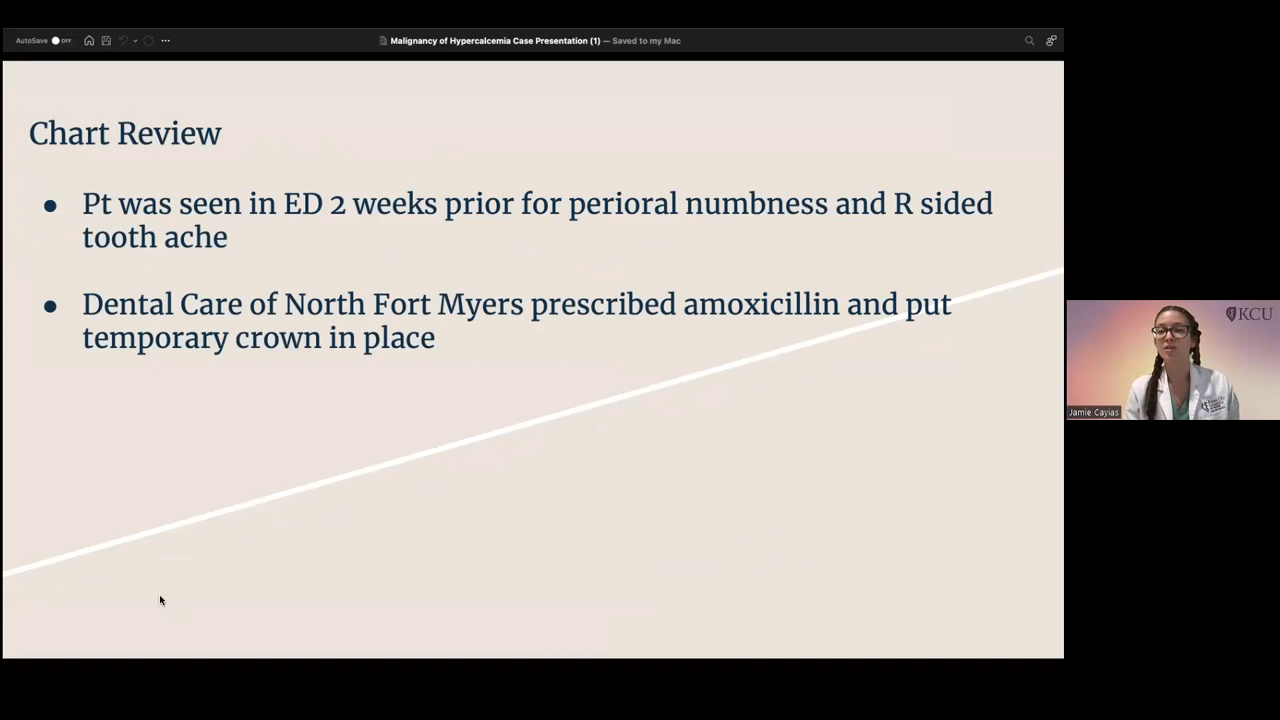 AutoSave OFF
Malignancy of Hypercalcemia Case Presentation (1) — Saved to my Mac
Chart Review
● Pt was seen in ED 2 weeks prior for perioral numbness and R sided
tooth ache
● Dental Care of North Fort Myers prescribed amoxicillin and put
temporary crown in place
KCU
Jamie Cayias